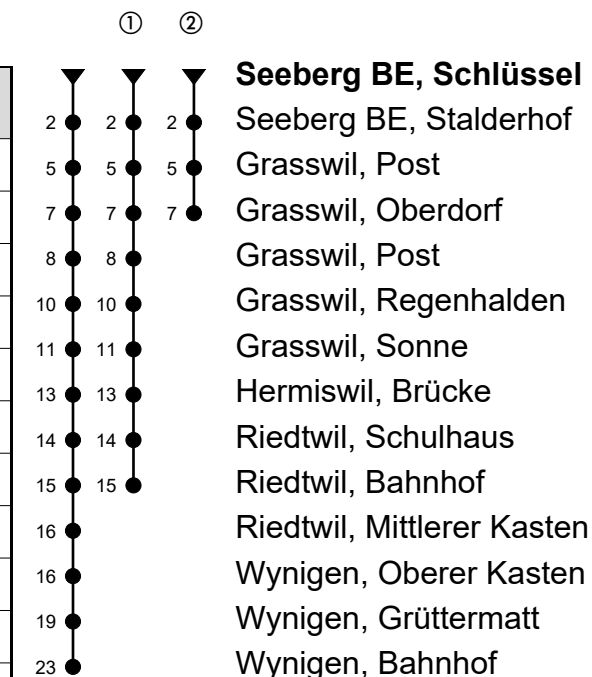 ① ②
Seeberg BE, Schlüssel
2 2 2 Seeberg BE, Stalderhof
5 5 5 Grasswil, Post
7 7 7 Grasswil, Oberdorf
8 8 Grasswil, Post
10 10 Grasswil, Regenhalden
11 11 Grasswil, Sonne
13 13 Hermiswil, Brücke
14 14 Riedtwil, Schulhaus
15 15 Riedtwil, Bahnhof
16 Riedtwil, Mittlerer Kasten
16 Wynigen, Oberer Kasten
19 Wynigen, Grüttermatt
23 Wynigen, Bahnhof